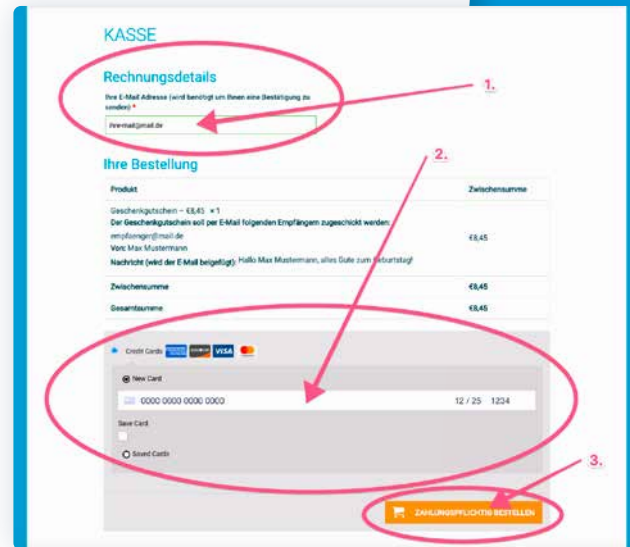 KASSE
Rechnungsdetails
1.
Ihre E-Mail Adresse (wird benötigt um Ihnen eine Bestätigung zu
senden) *
ihre-mail@mail.de
2.
Ihre Bestellung
Produkt Zwischensumme
Geschenkgutschein – €8,45 × 1
Der Geschenkgutschein soll per E-Mail folgenden Empfängern zugeschickt werden:
empfaenger@mail.de €8,45
Von: Max Mustermann
Nachricht (wird der E-Mail beigefügt): Hallo Max Mustermann, alles Gute zum Geburtstag!
Zwischensumme €8,45
Gesamtsumme €8,45
Credit Cards VISA
New Card
0000 0000 0000 0000 12 / 25 1234
Save Card
Saved Cards
3.
ZAHLUNGSPFLICHTIG BESTELLEN